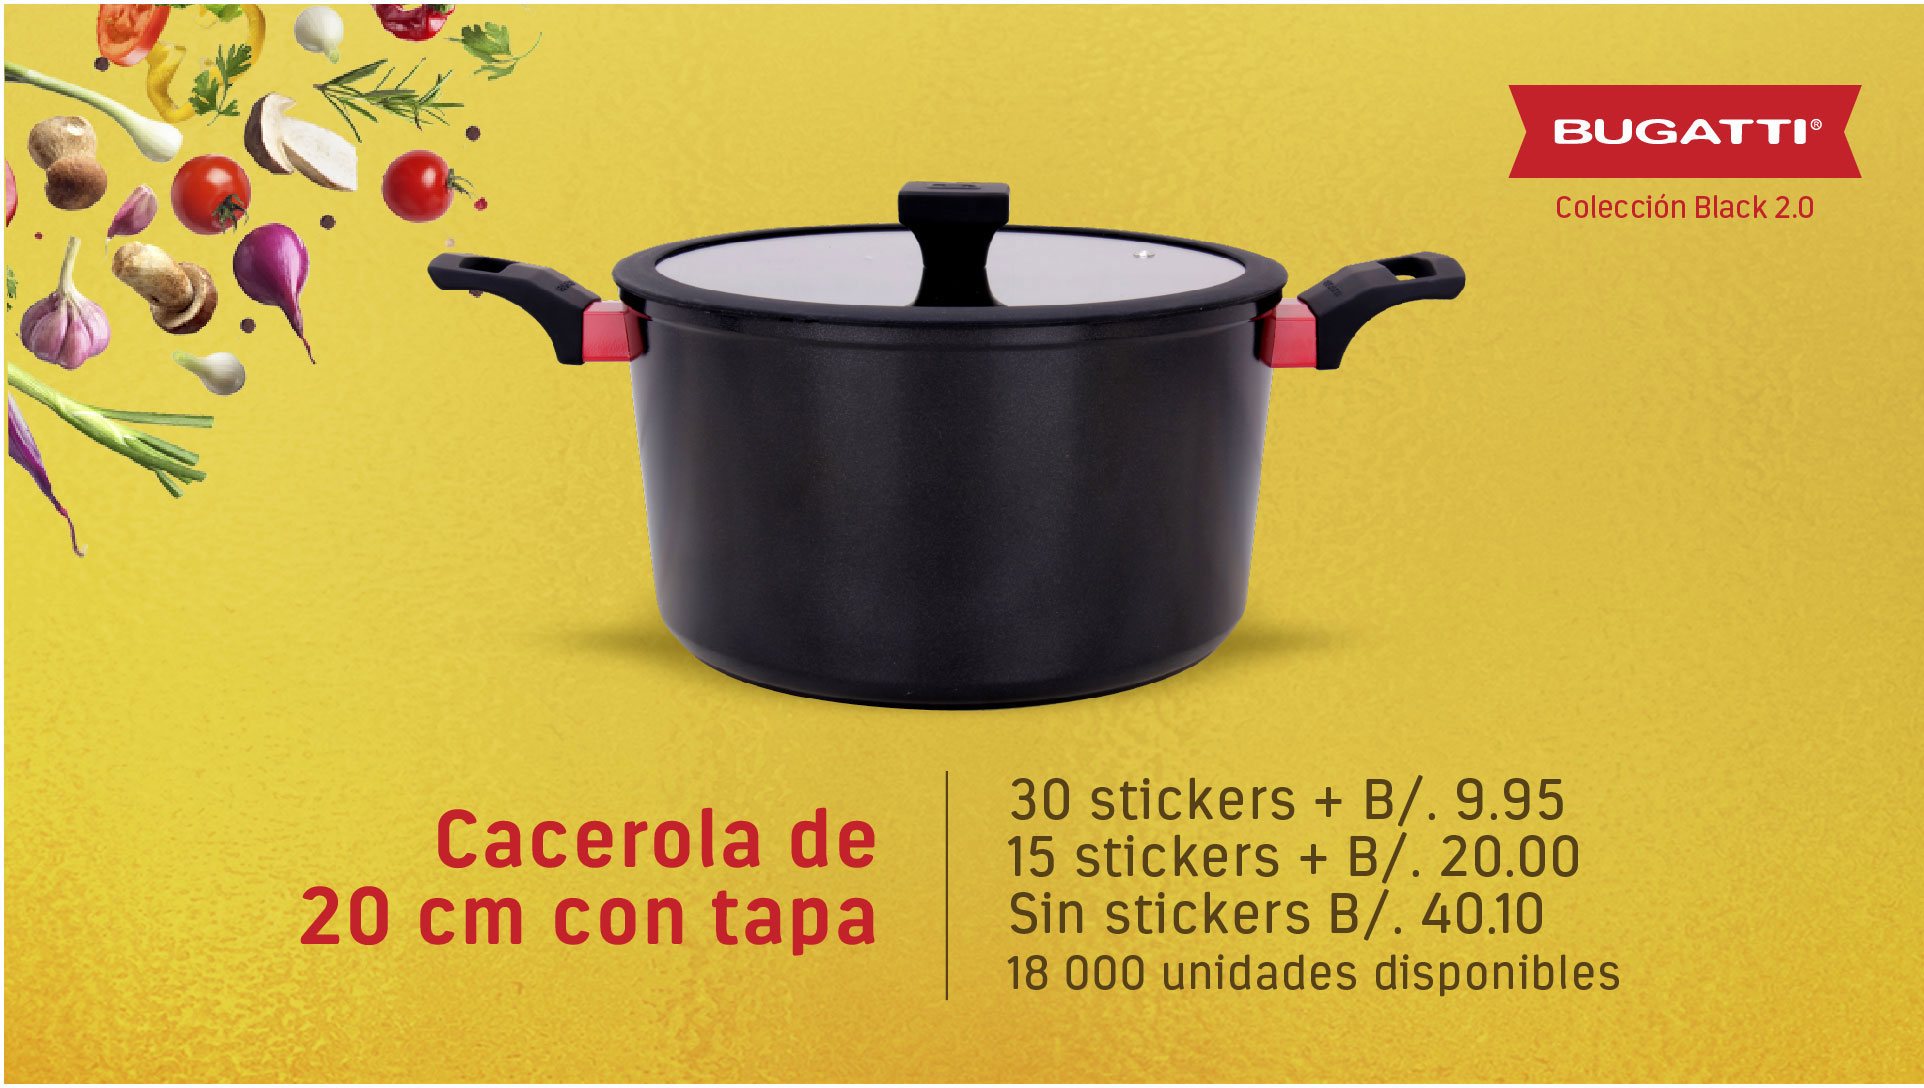 BUGATTI®
Colección Black 2.0
Cacerola de
20 cm con tapa
30 stickers + B/. 9.95
15 stickers + B/. 20.00
Sin stickers B/. 40.10
18 000 unidades disponibles